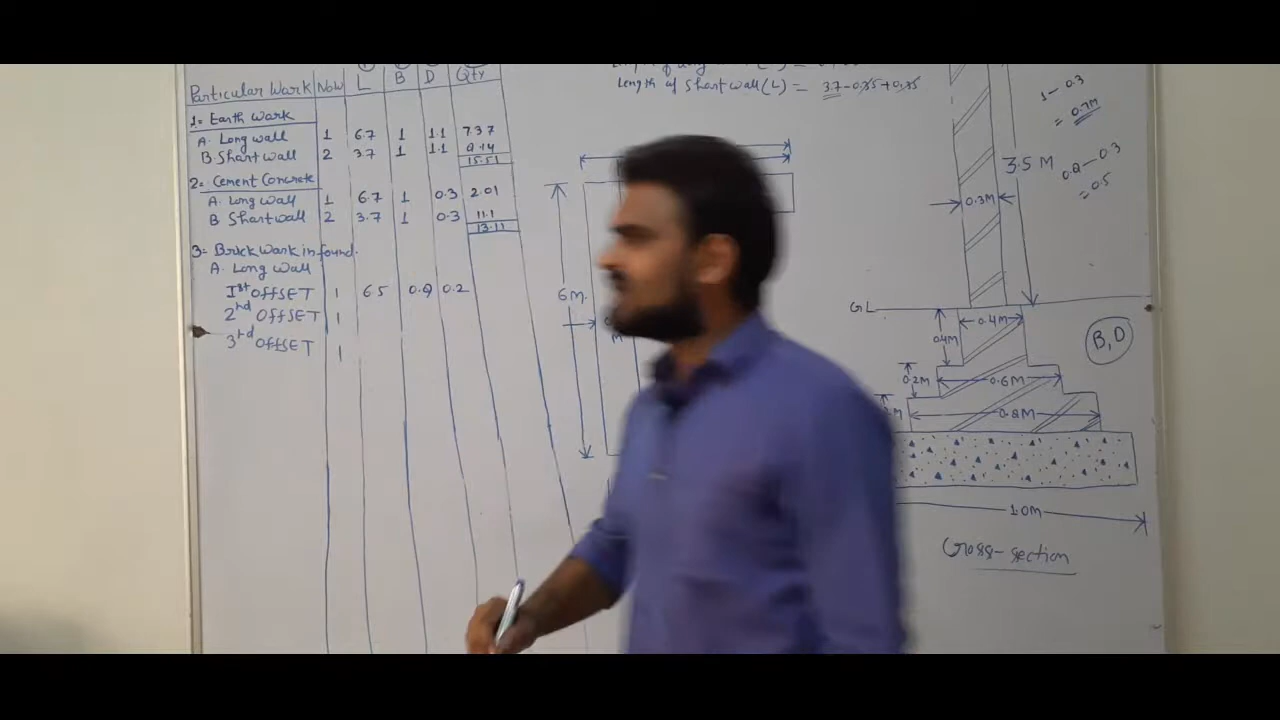 Particular Work Now L B D Qty
1= Earth Work
A. Long wall 1 6.7 1 1.1 7.37
B Short wall 2 3.7 1 1.1 8.14
15.51
2= Cement Concrete
A. Long wall 1 6.7 1 0.3 2.01
B Short wall 2 3.7 1 0.3 11.1
13.11
3= Brick Work in found.
A. Long Wall
1st OFFSET 1 6.5 0.8 0.2
2nd OFFSET 1
3rd OFFSET 1
Length of Short wall (L) = 3.7-0.35+0.35
6M.
M
1-0.3
= 0.7M
0.8-0.3
= 0.5
3.5 M
0.3M
GL
0.4M
0.4M
B, D
0.2M
0.6M
M
0.8M
1.0M
Cross-section